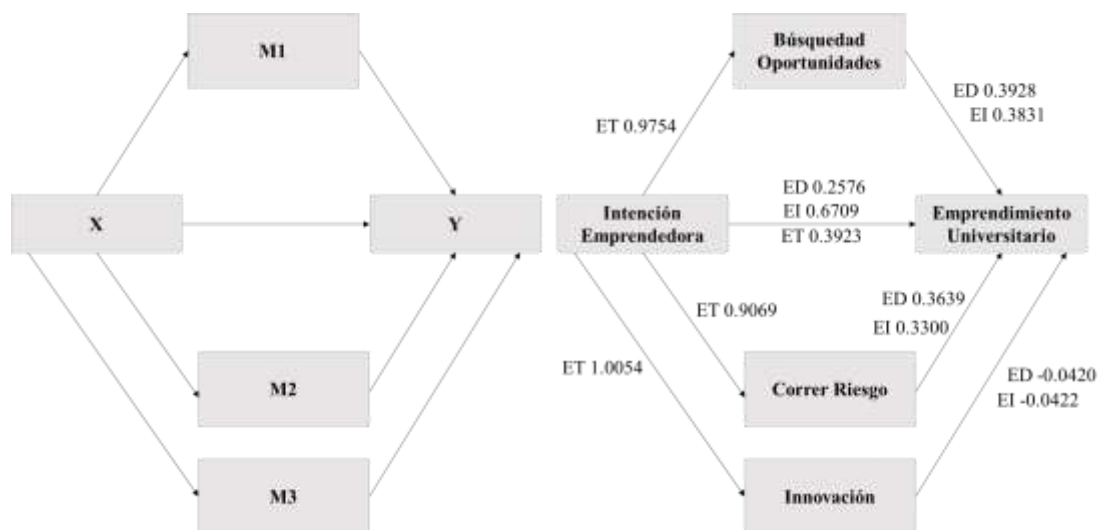 M1
X
Y
M2
M3
Búsquedad
Oportunidades
ED 0.3928
EI 0.3831
ET 0.9754
Intención
Emprendedora
ED 0.2576
EI 0.6709
ET 0.3923
Emprendimiento
Universitario
ET 0.9069
ED 0.3639
EI 0.3300
ET 1.0054
Correr Riesgo
ED -0.0420
EI -0.0422
Innovación